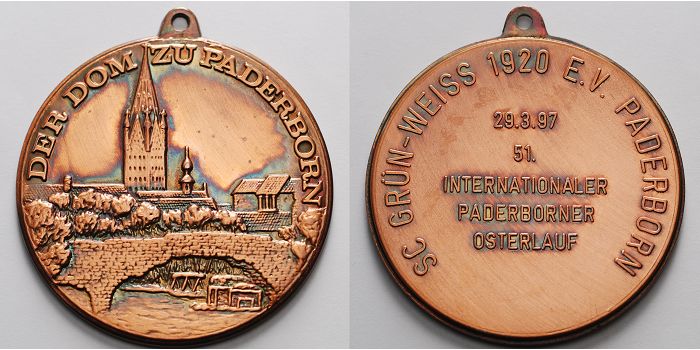 DER DOM ZU PADERBORN
SC GRÜN-WEISS 1920 E.V. PADERBORN
29.3.97
51.
INTERNATIONALER
PADERBORNER
OSTERLAUF